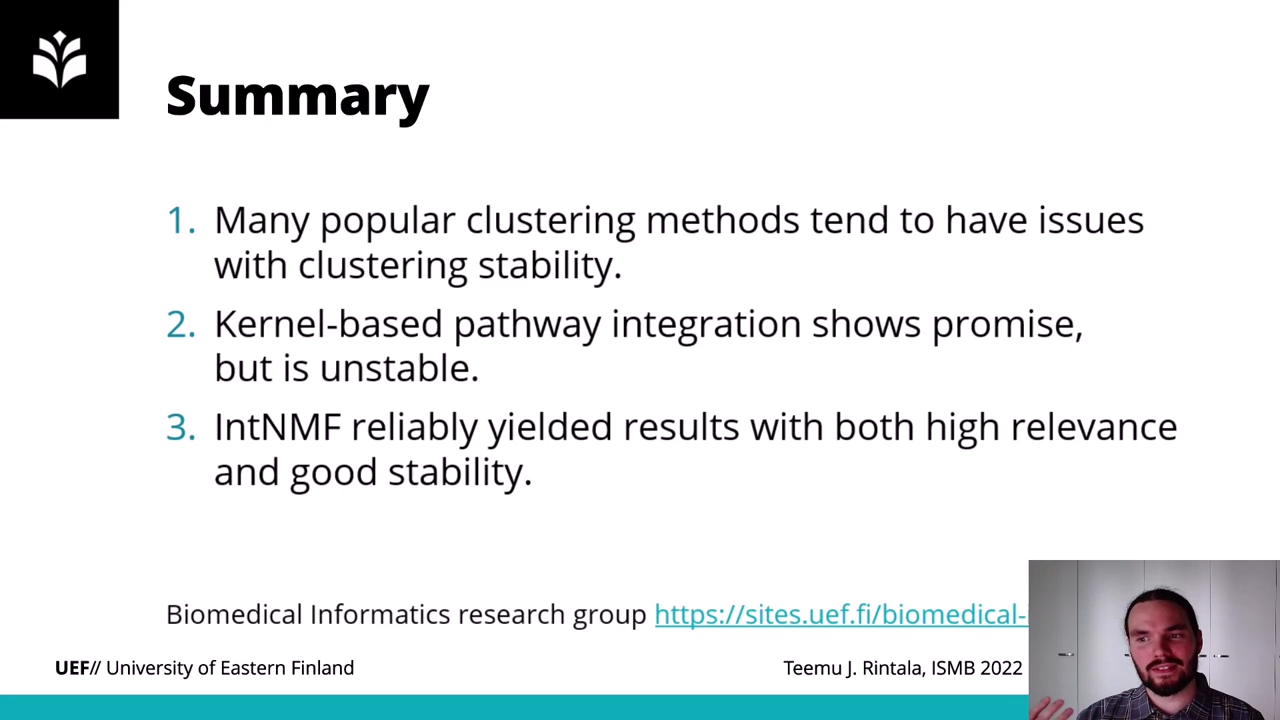 Summary
1. Many popular clustering methods tend to have issues
with clustering stability.
2. Kernel-based pathway integration shows promise,
but is unstable.
3. IntNMF reliably yielded results with both high relevance
and good stability.
Biomedical Informatics research group https://sites.uef.fi/biomedical-
UEF// University of Eastern Finland
Teemu J. Rintala, ISMB 2022